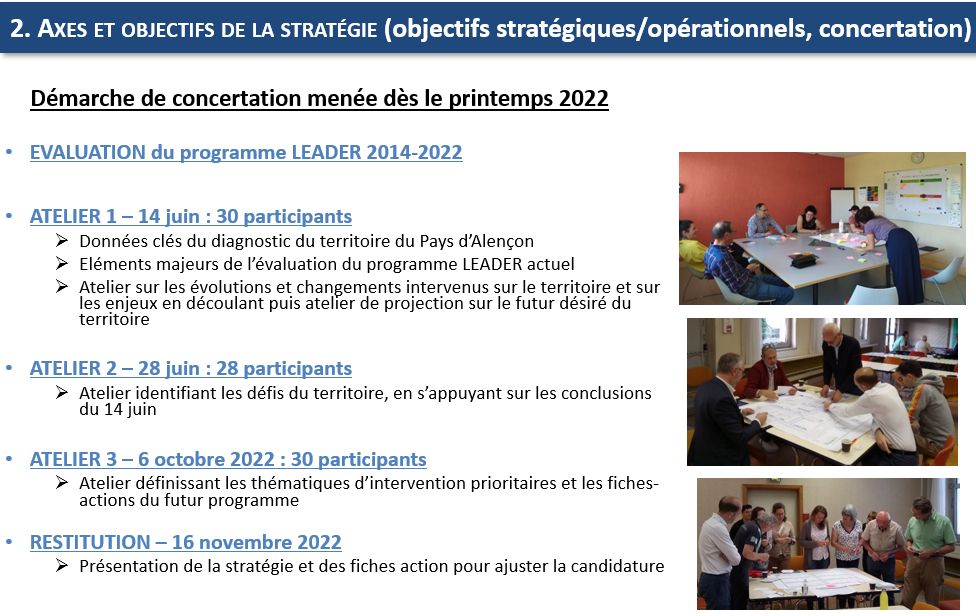 2. AXES ET OBJECTIFS DE LA STRATÉGIE (objectifs stratégiques/opérationnels, concertation)
Démarche de concertation menée dès le printemps 2022
• EVALUATION du programme LEADER 2014-2022
• ATELIER 1 – 14 juin : 30 participants
➢ Données clés du diagnostic du territoire du Pays d’Alençon
➢ Eléments majeurs de l’évaluation du programme LEADER actuel
➢ Atelier sur les évolutions et changements intervenus sur le territoire et sur
les enjeux en découlant puis atelier de projection sur le futur désiré du
territoire
• ATELIER 2 – 28 juin : 28 participants
➢ Atelier identifiant les défis du territoire, en s’appuyant sur les conclusions
du 14 juin
• ATELIER 3 – 6 octobre 2022 : 30 participants
➢ Atelier définissant les thématiques d’intervention prioritaires et les fiches-
actions du futur programme
• RESTITUTION – 16 novembre 2022
➢ Présentation de la stratégie et des fiches action pour ajuster la candidature